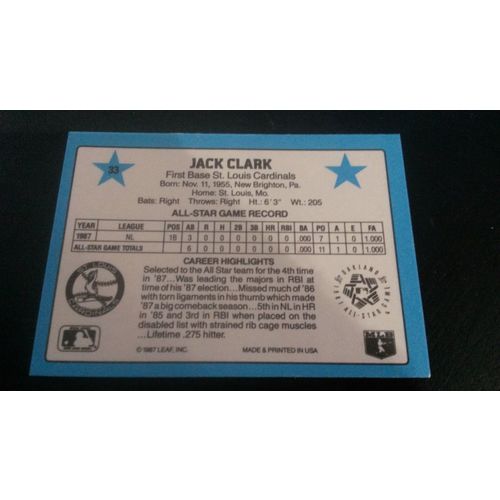 33
JACK CLARK
First Base St. Louis Cardinals
Born: Nov. 11, 1955, New Brighton, Pa.
Home: St. Louis, Mo.
Bats: Right Throws: Right Ht.: 6' 3" Wt.: 205
ALL-STAR GAME RECORD
YEAR LEAGUE POS AB R H 2B 3B HR RBI BA PO A E FA
1987 NL 1B 3 0 0 0 0 0 0 .000 7 1 0 1.000
ALL-STAR GAME TOTALS 6 0 0 0 0 0 0 .000 11 1 0 1.000
CAREER HIGHLIGHTS
Selected to the All Star team for the 4th time
in '87...Was leading the majors in RBI at
time of his '87 election...Missed much of '86
with torn ligaments in his thumb which made
'87 a big comeback season...5th in NL in HR
in '85 and 3rd in RBI when placed on the
disabled list with strained rib cage muscles
...Lifetime .275 hitter.
ST. LOUIS
CARDINALS
OAKLAND
ALL-STAR GAME
© 1987 LEAF, INC. MADE & PRINTED IN USA